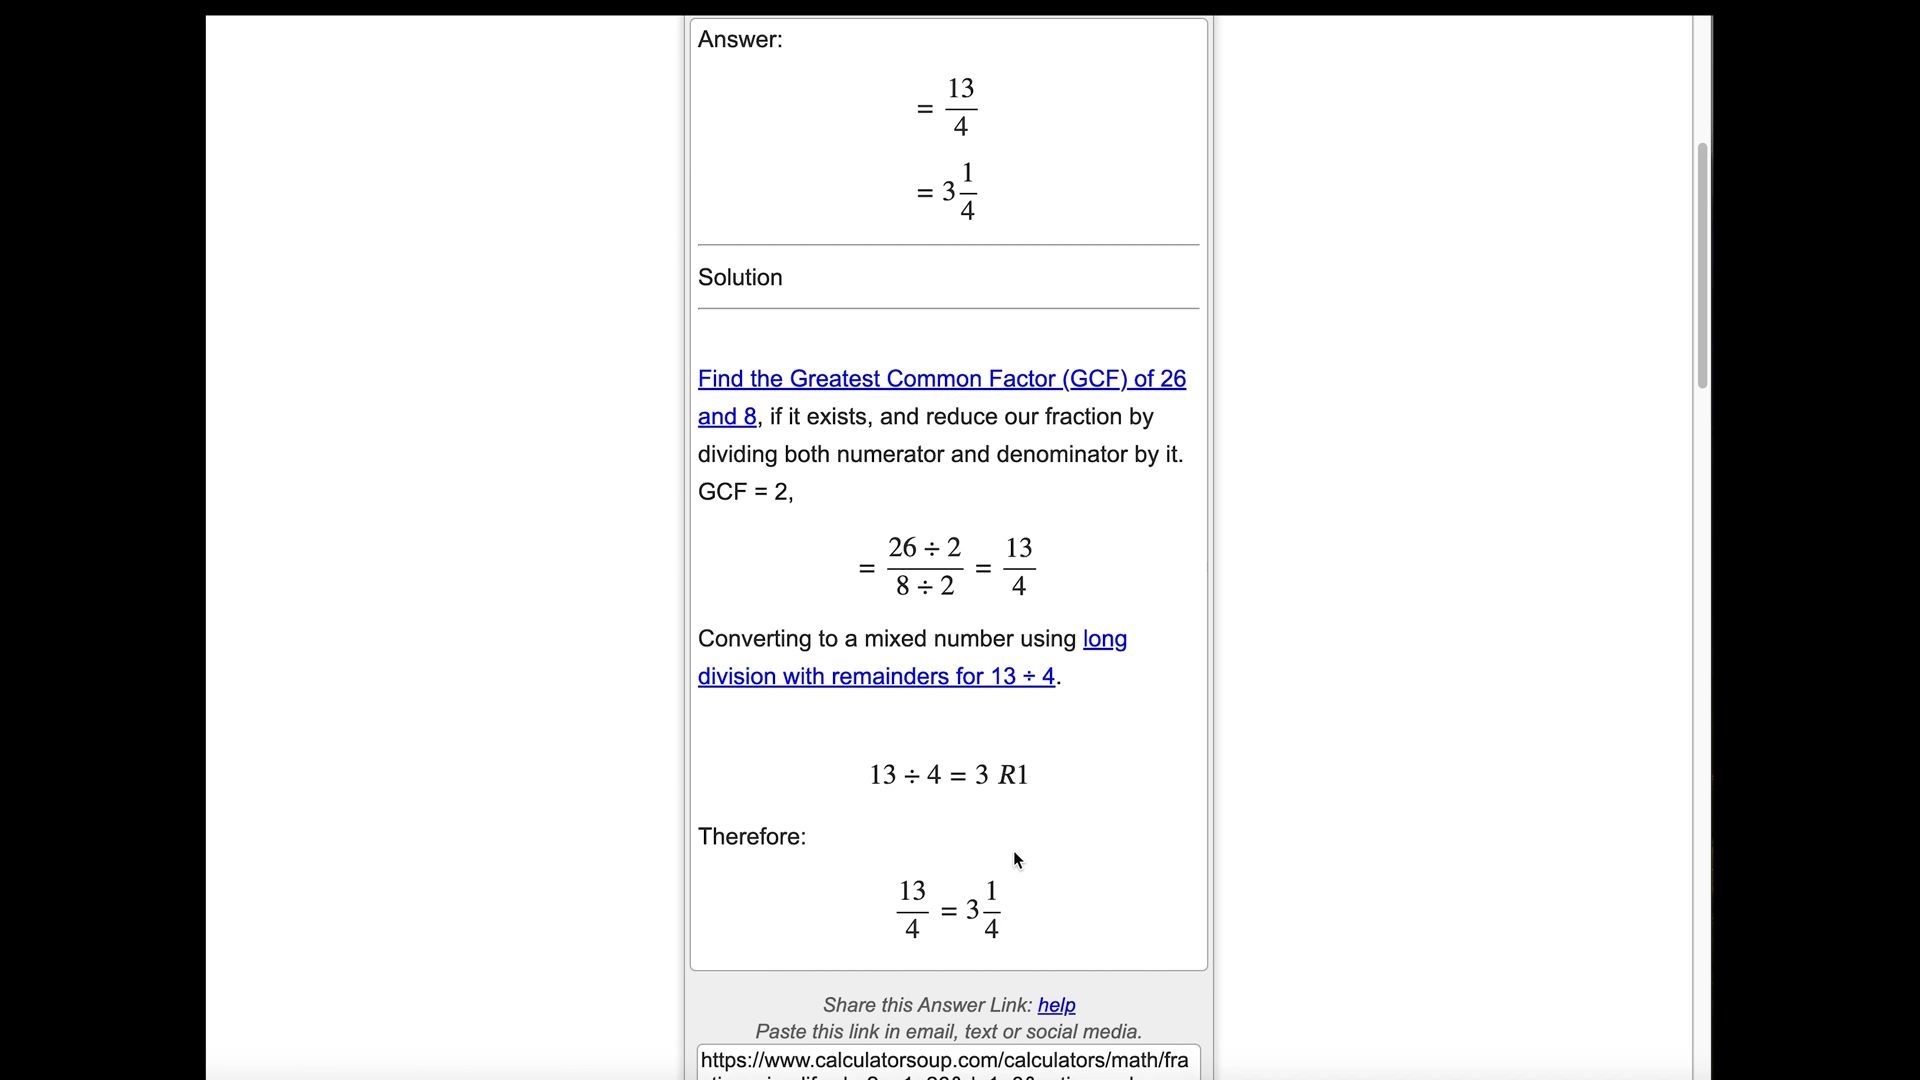 Answer:
= 13/4
= 3 1/4
Solution
Find the Greatest Common Factor (GCF) of 26
and 8, if it exists, and reduce our fraction by
dividing both numerator and denominator by it.
GCF = 2,
= 26 ÷ 2 / 8 ÷ 2 = 13/4
Converting to a mixed number using long
division with remainders for 13 ÷ 4.
13 ÷ 4 = 3 R1
Therefore:
13/4 = 3 1/4
Share this Answer Link: help
Paste this link in email, text or social media.
https://www.calculatorsoup.com/calculators/math/fra